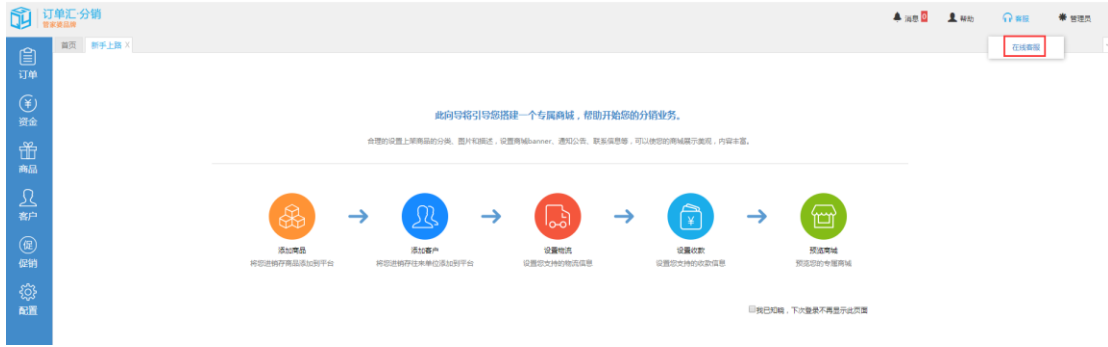 订单汇·分销
管家婆品牌
消息 0
帮助
客服
管理员
在线客服
首页
新手上路 X
订单
资金
商品
客户
促
促销
配置
此向导将引导您搭建一个专属商城，帮助开始您的分销业务。
合理的设置上架商品的分类、图片和描述，设置商城banner、通知公告、联系信息等，可以使您的商城展示美观，内容丰富。
添加商品
将您进销存商品添加到平台
添加客户
将您进销存往来单位添加到平台
设置物流
设置您支持的物流信息
设置收款
设置您支持的收款信息
预览商城
预览您的专属商城
我已知晓，下次登录不再显示此页面